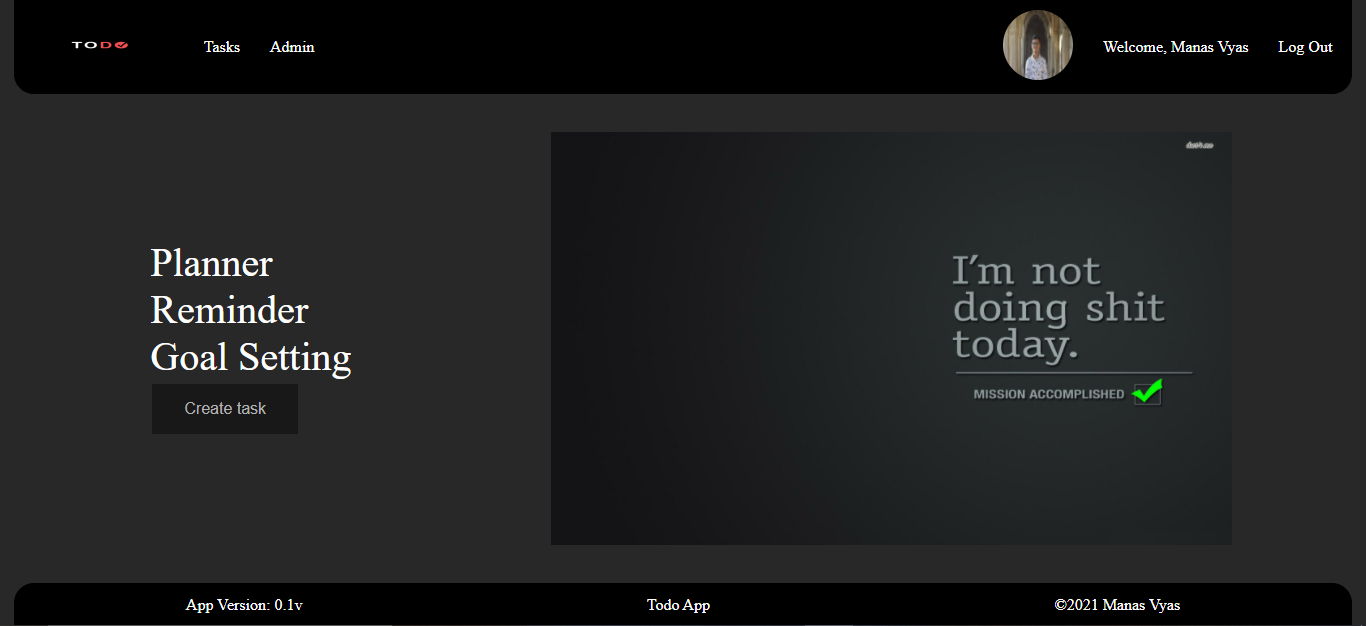 TODO
Tasks
Admin
Welcome, Manas Vyas
Log Out
Planner
Reminder
Goal Setting
Create task
I'm not
doing shit
today.
MISSION ACCOMPLISHED
App Version: 0.1v
Todo App
©2021 Manas Vyas